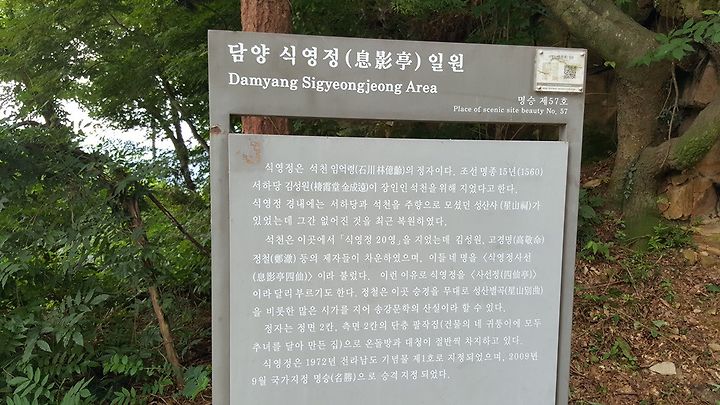 담양 식영정(息影亭)일원
Damyang Sigyeongjeong Area
명승 제57호
Place of scenic site beauty No. 57
식영정은 석천 임억령(石川 林億齡)의 정자이다. 조선 명종 15년(1560)
서하당 김성원(棲霞堂 金成遠)이 장인인 석천을 위해 지었다고 한다.
식영정 경내에는 서하당과 석천을 주향으로 모셨던 성산사(星山祠)가
있었는데 그간 없어진 것을 최근 복원하였다.
석천은 이곳에서 「식영정 20영」을 지었는데 김성원, 고경명(高敬命)
정철(鄭澈) 등의 제자들이 차운하였으며, 이들 네 명을 〈식영정사선
(息影亭四仙)〉이라 불렀다. 이런 이유로 식영정을 〈사선정(四仙亭)〉
이라 달리 부르기도 한다. 정철은 이곳 승경을 무대로 성산별곡(星山別曲)
을 비롯한 많은 시가를 지어 송강문학의 산실이라 할 수 있다.
정자는 정면 2칸, 측면 2칸의 단층 팔작집(건물의 네 귀퉁이에 모두
추녀를 달아 만든 집)으로 온돌방과 대청이 절반씩 차지하고 있다.
식영정은 1972년 전라남도 기념물 제1호로 지정되었으며, 2009년
9월 국가지정 명승(名勝)으로 승격 지정 되었다.